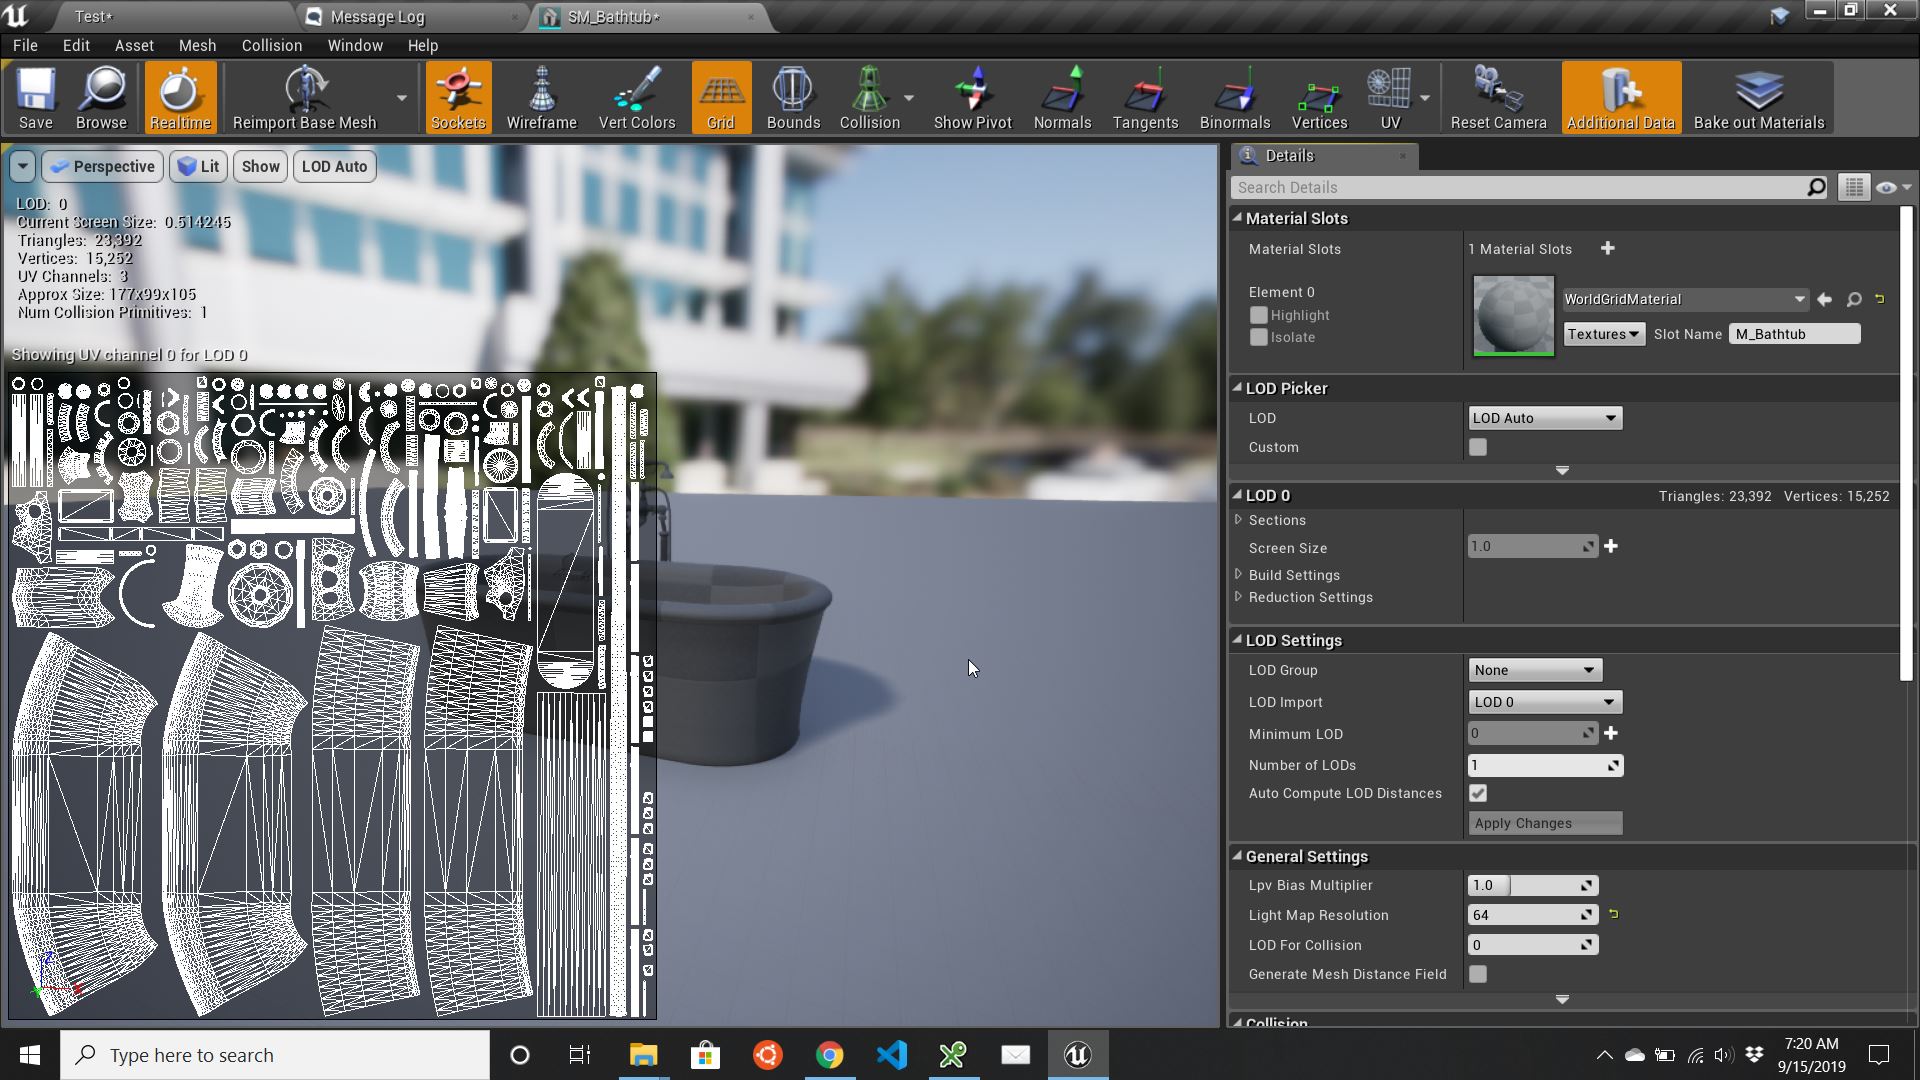 Test*
Message Log
SM_Bathtub*
File Edit Asset Mesh Collision Window Help
Save
Browse
Realtime
Reimport Base Mesh
Sockets
Wireframe
Vert Colors
Grid
Bounds
Collision
Show Pivot
Normals
Tangents
Binormals
Vertices
UV
Reset Camera
Additional Data
Bake out Materials
Perspective
Lit
Show
LOD Auto
LOD: 0
Current Screen Size: 0.514245
Triangles: 23,392
Vertices: 15,252
UV Channels: 3
Approx Size: 177x99x105
Num Collision Primitives: 1
Showing UV channel 0 for LOD 0
Z
X
Y
Details
Search Details
Material Slots
Material Slots
1 Material Slots
Element 0
Highlight
Isolate
WorldGridMaterial
Textures
Slot Name
M_Bathtub
LOD Picker
LOD
LOD Auto
Custom
LOD 0
Triangles: 23,392 Vertices: 15,252
Sections
Screen Size
1.0
Build Settings
Reduction Settings
LOD Settings
LOD Group
None
LOD Import
LOD 0
Minimum LOD
0
Number of LODs
1
Auto Compute LOD Distances
Apply Changes
General Settings
Lpv Bias Multiplier
1.0
Light Map Resolution
64
LOD For Collision
0
Generate Mesh Distance Field
Collision
Type here to search
7:20 AM
9/15/2019